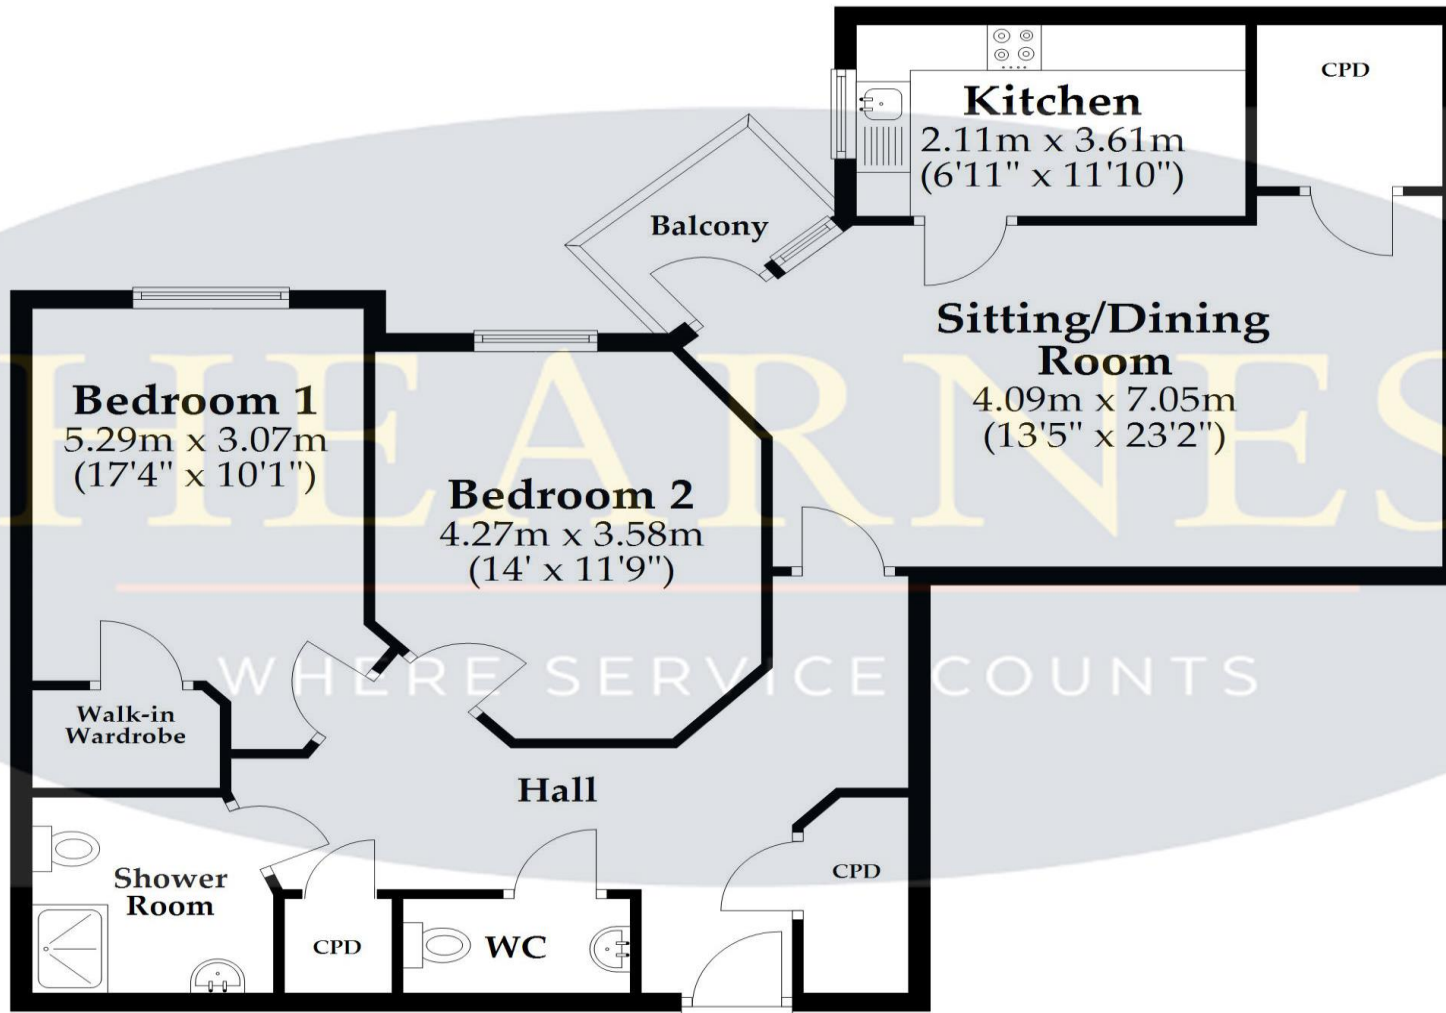 Kitchen
2.11m x 3.61m
(6'11" x 11'10")
CPD
Balcony
Sitting/Dining
Room
4.09m x 7.05m
(13'5" x 23'2")
Bedroom 1
5.29m x 3.07m
(17'4" x 10'1")
Bedroom 2
4.27m x 3.58m
(14' x 11'9")
HEARNES
WHERE SERVICE COUNTS
Walk-in
Wardrobe
Hall
Shower
Room
CPD
WC
CPD